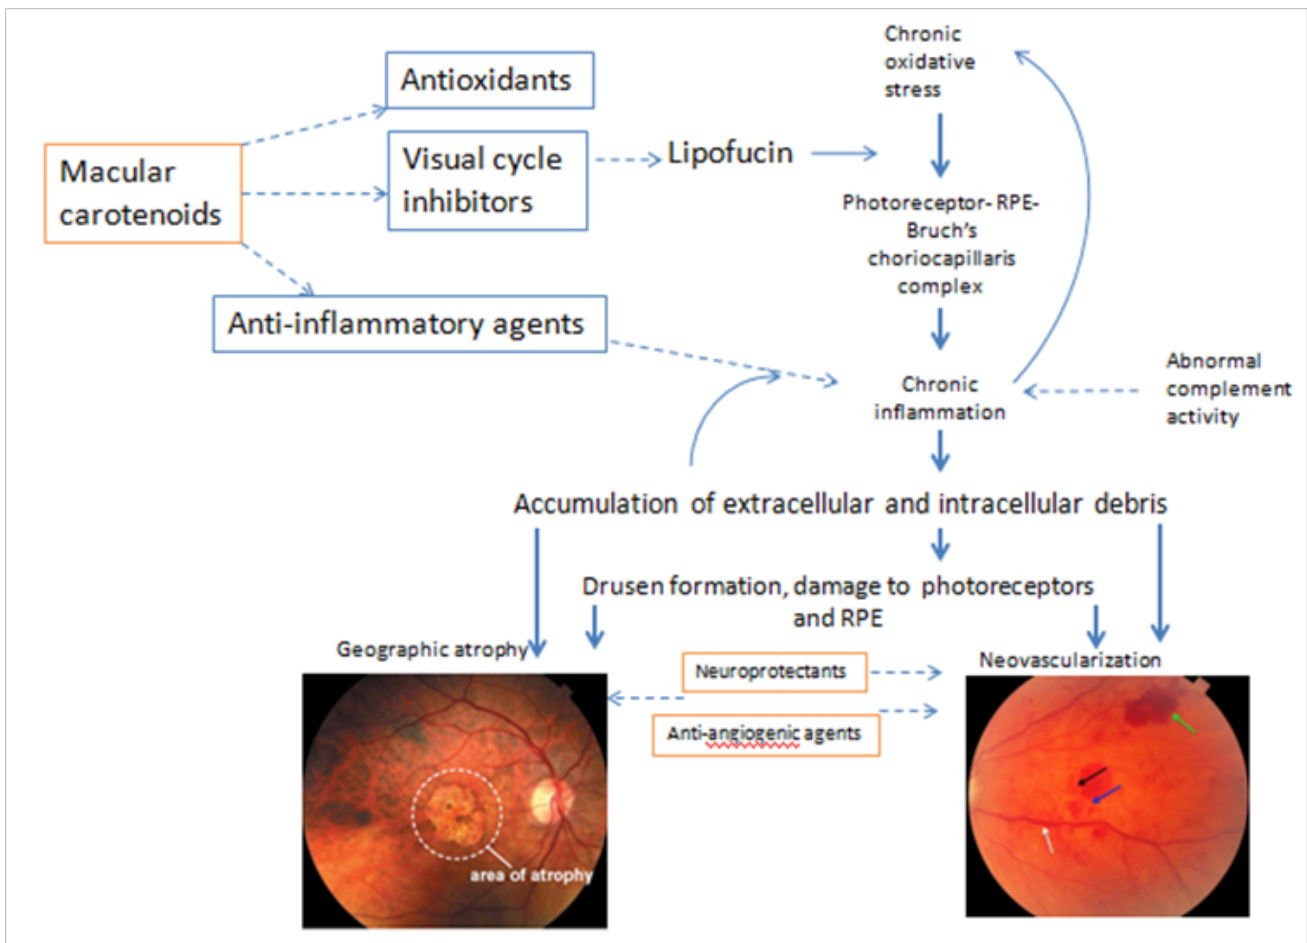 Chronic
oxidative
stress
Antioxidants
Macular
carotenoids
Visual cycle
inhibitors
Lipofucin
Photoreceptor- RPE-
Bruch's
choriocapillaris
complex
Anti-inflammatory agents
Chronic
inflammation
Abnormal
complement
activity
Accumulation of extracellular and intracellular debris
Drusen formation, damage to photoreceptors
and RPE
Geographic atrophy
Neuroprotectants
Neovascularization
Anti-angiogenic agents
area of atrophy